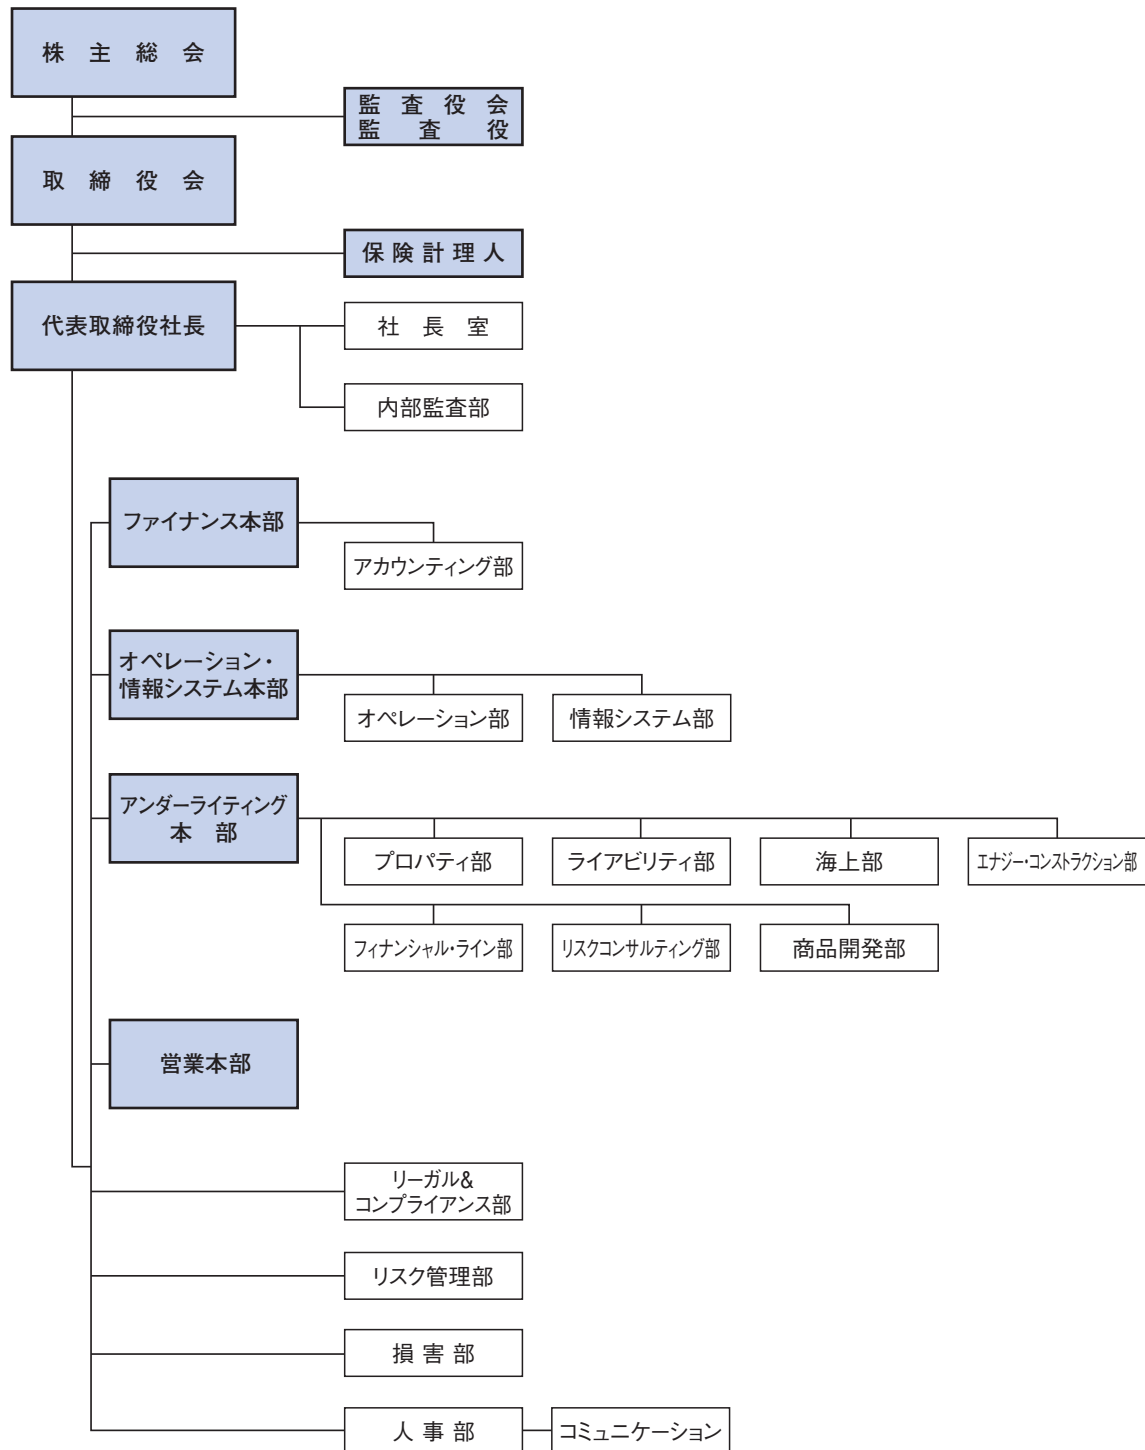 株主総会
監査役会
監査役
取締役会
保険計理人
代表取締役社長
社長室
内部監査部
ファイナンス本部
アカウンティング部
オペレーション・
情報システム本部
オペレーション部
情報システム部
アンダーライティング
本部
プロパティ部
ライアビリティ部
海上部
エナジー・コンストラクション部
フィナンシャル・ライン部
リスクコンサルティング部
商品開発部
営業本部
リーガル&
コンプライアンス部
リスク管理部
損害部
人事部
コミュニケーション